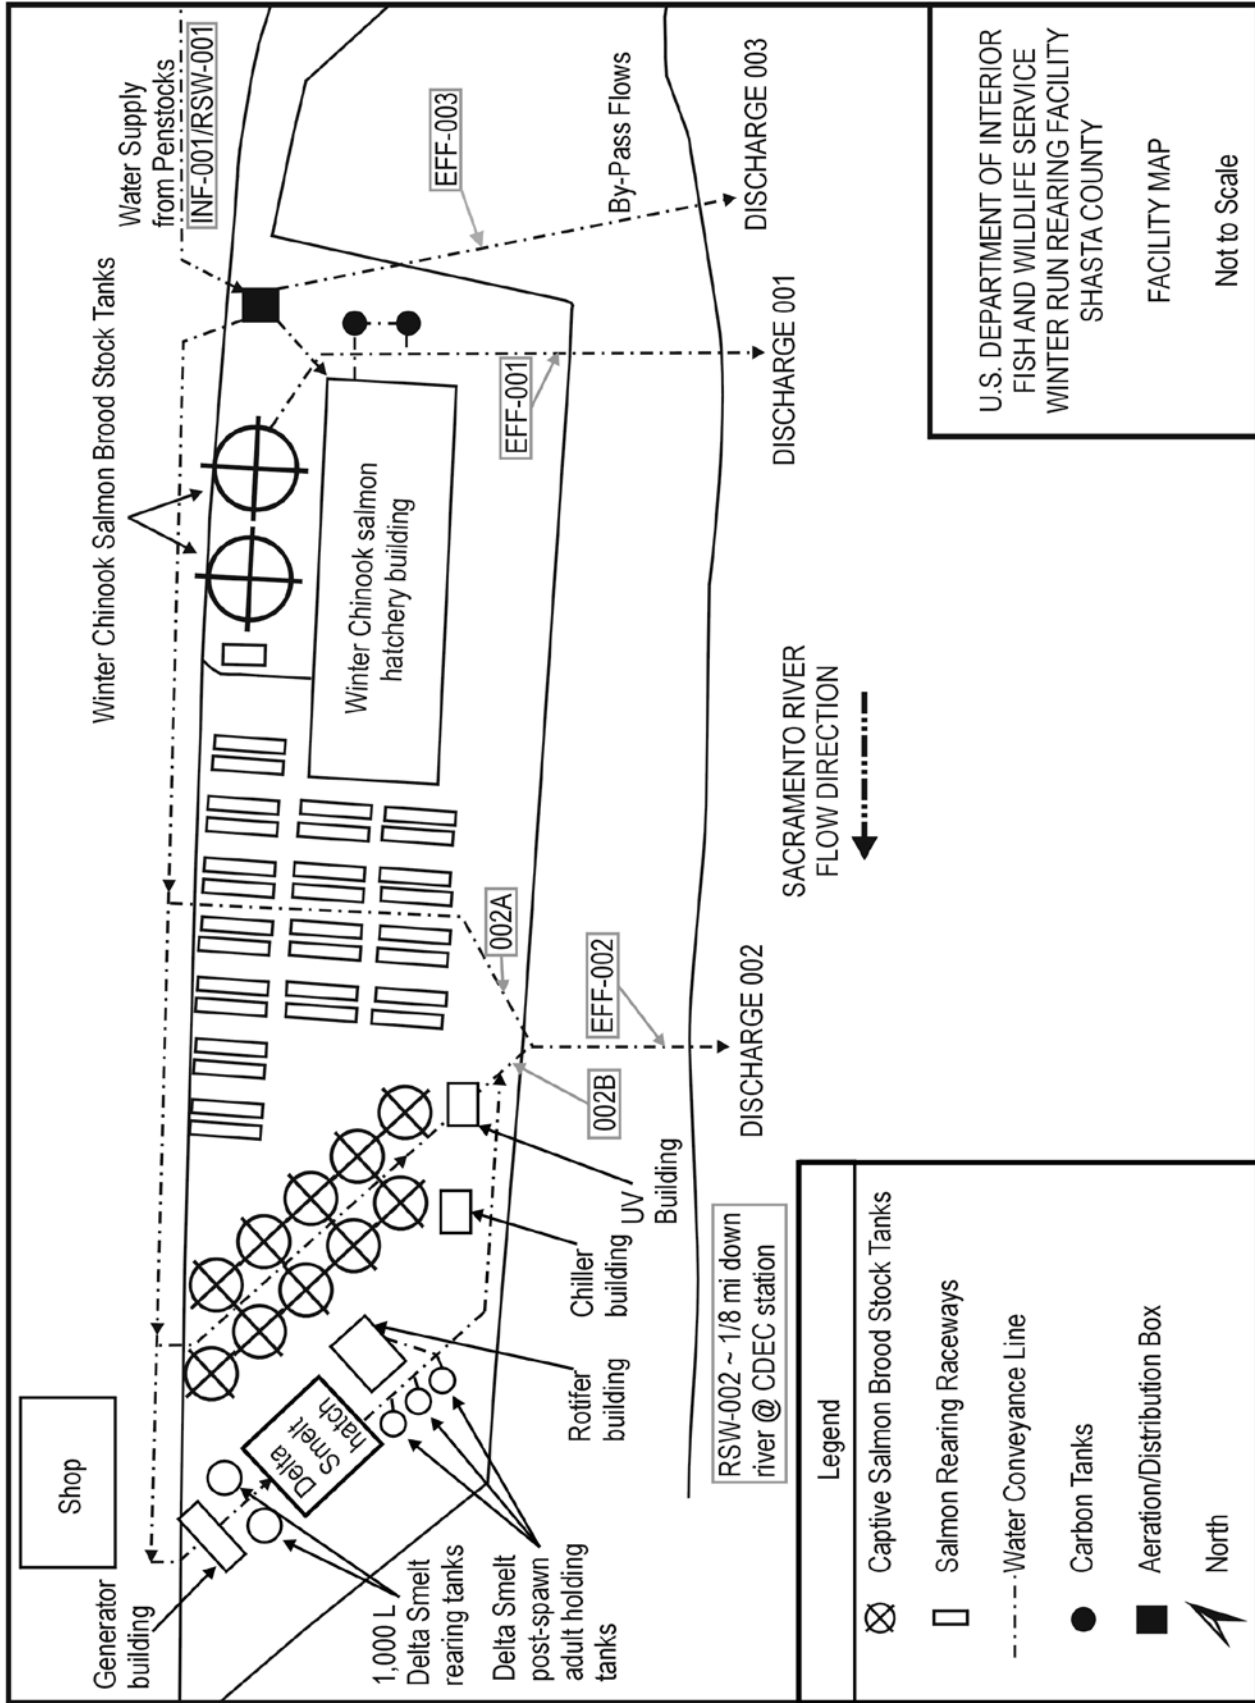 Shop
Generator
building
1,000 L
Delta Smelt
rearing tanks
Delta Smelt
post-spawn
adult holding
tanks
Delta
Smelt
hatch
Rotifer
building
Chiller
building
UV
Building
Winter Chinook Salmon Brood Stock Tanks
Winter Chinook salmon
hatchery building
Water Supply
from Penstocks
INF-001/RSW-001
EFF-003
By-Pass Flows
DISCHARGE 003
EFF-001
DISCHARGE 001
002A
002B
EFF-002
DISCHARGE 002
RSW-002 ~ 1/8 mi down
river @ CDEC station
SACRAMENTO RIVER
FLOW DIRECTION
Legend
Captive Salmon Brood Stock Tanks
Salmon Rearing Raceways
Water Conveyance Line
Carbon Tanks
Aeration/Distribution Box
North
U.S. DEPARTMENT OF INTERIOR
FISH AND WILDLIFE SERVICE
WINTER RUN REARING FACILITY
SHASTA COUNTY
FACILITY MAP
Not to Scale